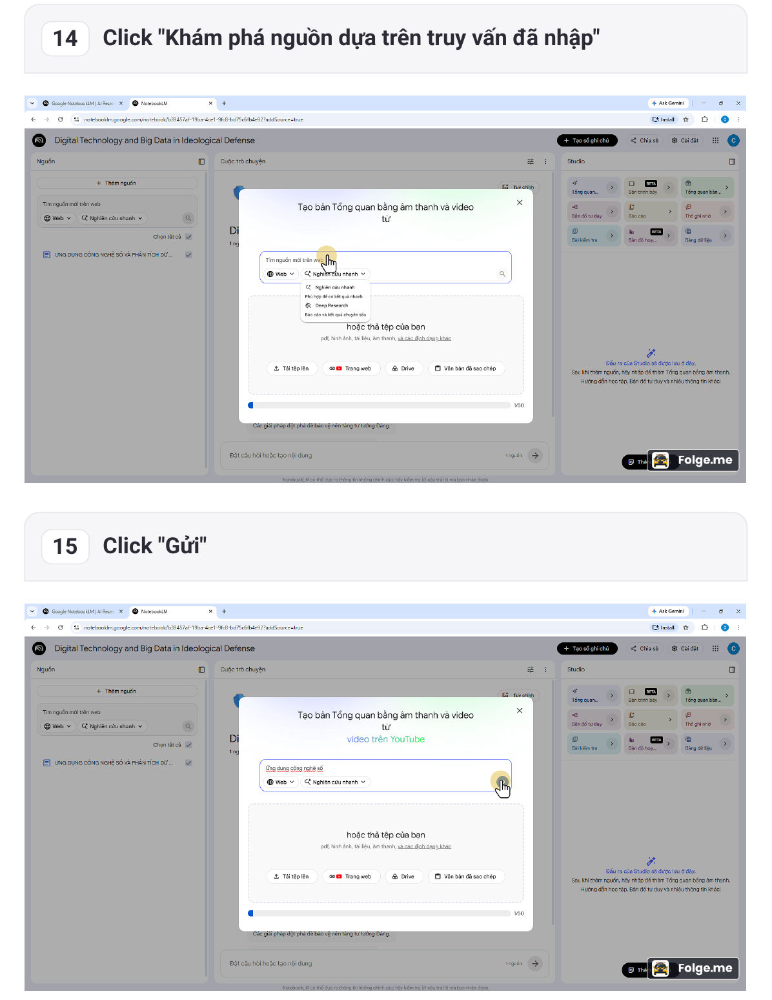 14 Click "Khám phá nguồn dựa trên truy vấn đã nhập"
Google NotebookLM | AI Resea
NotebookLM
Ask Gemini
notebooklm.google.com/notebook/b39457af-19ba-4ce1-9fc8-bd75c6fb4e92?addSource=true
Install
Digital Technology and Big Data in Ideological Defense
+ Tạo sổ ghi chú
Chia sẻ
Cài đặt
C
Nguồn
+ Thêm nguồn
Tìm nguồn mới trên web
Web
Nghiên cứu nhanh
Chọn tất cả
ỨNG DỤNG CÔNG NGHỆ SỐ VÀ PHÂN TÍCH DỮ...
Cuộc trò chuyện
Tuỳ chỉnh
Di
1 ng
Tạo bản Tổng quan bằng âm thanh và video
từ
Tìm nguồn mới trên web
Web
Nghiên cứu nhanh
Nghiên cứu nhanh
Phù hợp để có kết quả nhanh
Deep Research
Báo cáo và kết quả chuyên sâu
hoặc thả tệp của bạn
pdf, hình ảnh, tài liệu, âm thanh, và các định dạng khác
Tải tệp lên
Trang web
Drive
Văn bản đã sao chép
1/50
Các giải pháp đột phá để bảo vệ nền tảng tư tưởng Đảng.
Đặt câu hỏi hoặc tạo nội dung
1 nguồn
NotebookLM có thể đưa ra thông tin không chính xác; hãy kiểm tra kỹ câu trả lời mà bạn nhận được.
Studio
Tổng quan...
BETA
Bản trình bày
Tổng quan bằn...
Bản đồ tư duy
Báo cáo
Thẻ ghi nhớ
Bài kiểm tra
BETA
Bản đồ hoạ...
Bảng dữ liệu
Đầu ra của Studio sẽ được lưu ở đây.
Sau khi thêm nguồn, hãy nhấp để thêm Tổng quan bằng âm thanh,
Hướng dẫn học tập, Bản đồ tư duy và nhiều thông tin khác!
Thê
Folge.me
15 Click "Gửi"
Google NotebookLM | AI Resea
NotebookLM
Ask Gemini
notebooklm.google.com/notebook/b39457af-19ba-4ce1-9fc8-bd75c6fb4e92?addSource=true
Install
Digital Technology and Big Data in Ideological Defense
+ Tạo sổ ghi chú
Chia sẻ
Cài đặt
C
Nguồn
+ Thêm nguồn
Tìm nguồn mới trên web
Web
Nghiên cứu nhanh
Chọn tất cả
ỨNG DỤNG CÔNG NGHỆ SỐ VÀ PHÂN TÍCH DỮ...
Cuộc trò chuyện
Tuỳ chỉnh
Di
1 ng
Tạo bản Tổng quan bằng âm thanh và video
từ
video trên YouTube
Ứng dụng công nghệ số
Web
Nghiên cứu nhanh
hoặc thả tệp của bạn
pdf, hình ảnh, tài liệu, âm thanh, và các định dạng khác
Tải tệp lên
Trang web
Drive
Văn bản đã sao chép
1/50
Các giải pháp đột phá để bảo vệ nền tảng tư tưởng Đảng.
Đặt câu hỏi hoặc tạo nội dung
1 nguồn
NotebookLM có thể đưa ra thông tin không chính xác; hãy kiểm tra kỹ câu trả lời mà bạn nhận được.
Studio
Tổng quan...
BETA
Bản trình bày
Tổng quan bằn...
Bản đồ tư duy
Báo cáo
Thẻ ghi nhớ
Bài kiểm tra
BETA
Bản đồ hoạ...
Bảng dữ liệu
Đầu ra của Studio sẽ được lưu ở đây.
Sau khi thêm nguồn, hãy nhấp để thêm Tổng quan bằng âm thanh,
Hướng dẫn học tập, Bản đồ tư duy và nhiều thông tin khác!
Thê
Folge.me